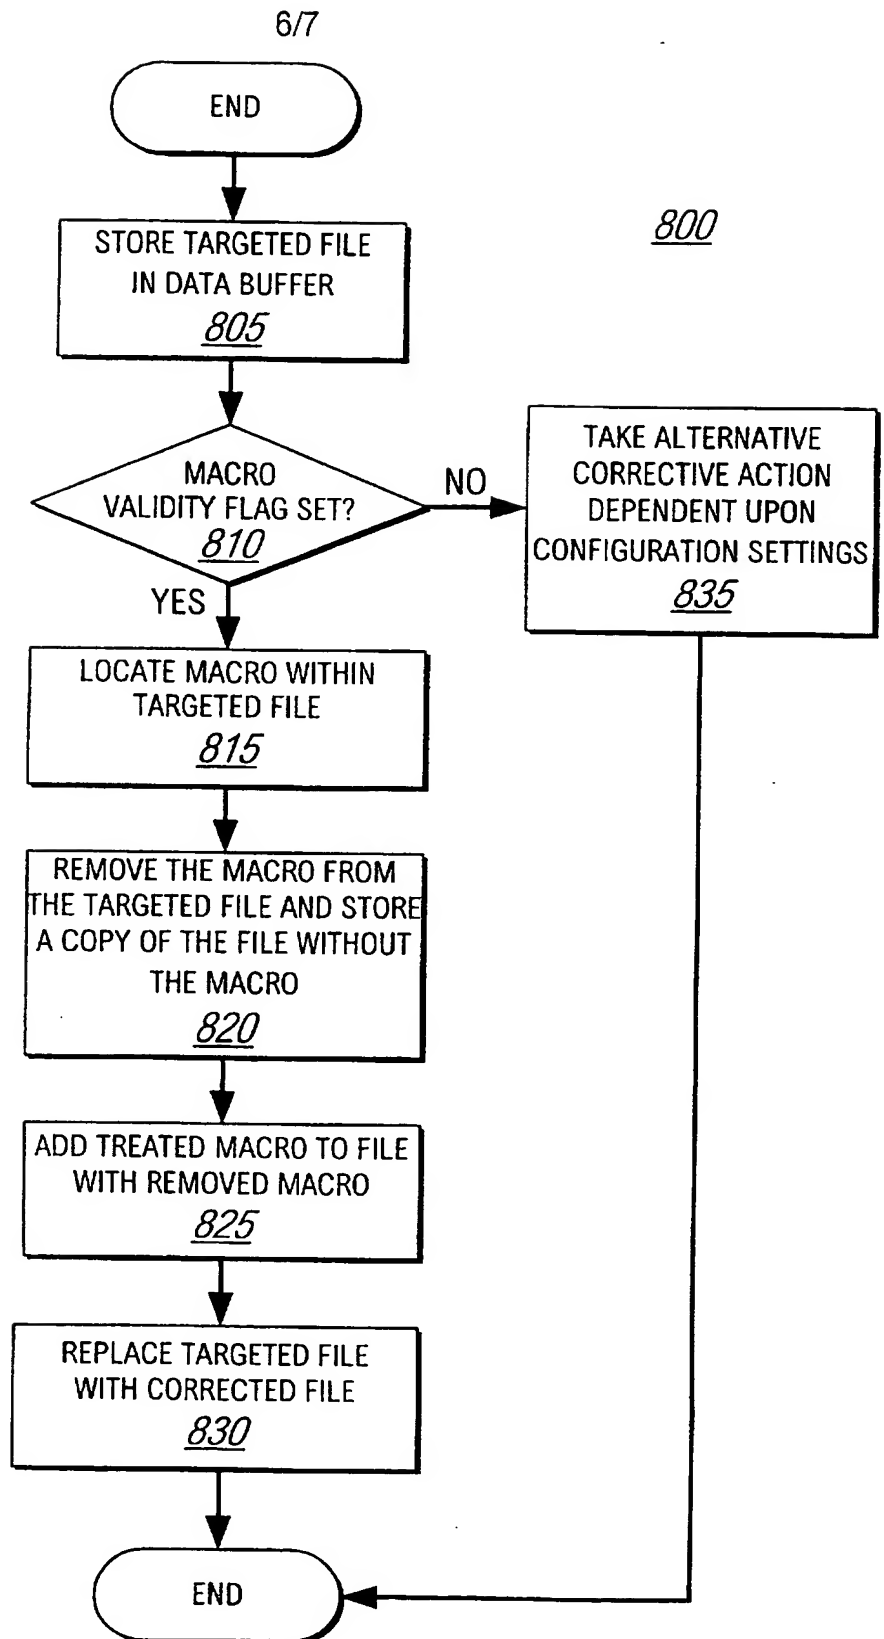 6/7
END
800
STORE TARGETED FILE
IN DATA BUFFER
805
MACRO
VALIDITY FLAG SET?
810
NO
YES
TAKE ALTERNATIVE
CORRECTIVE ACTION
DEPENDENT UPON
CONFIGURATION SETTINGS
835
LOCATE MACRO WITHIN
TARGETED FILE
815
REMOVE THE MACRO FROM
THE TARGETED FILE AND STORE
A COPY OF THE FILE WITHOUT
THE MACRO
820
ADD TREATED MACRO TO FILE
WITH REMOVED MACRO
825
REPLACE TARGETED FILE
WITH CORRECTED FILE
830
END